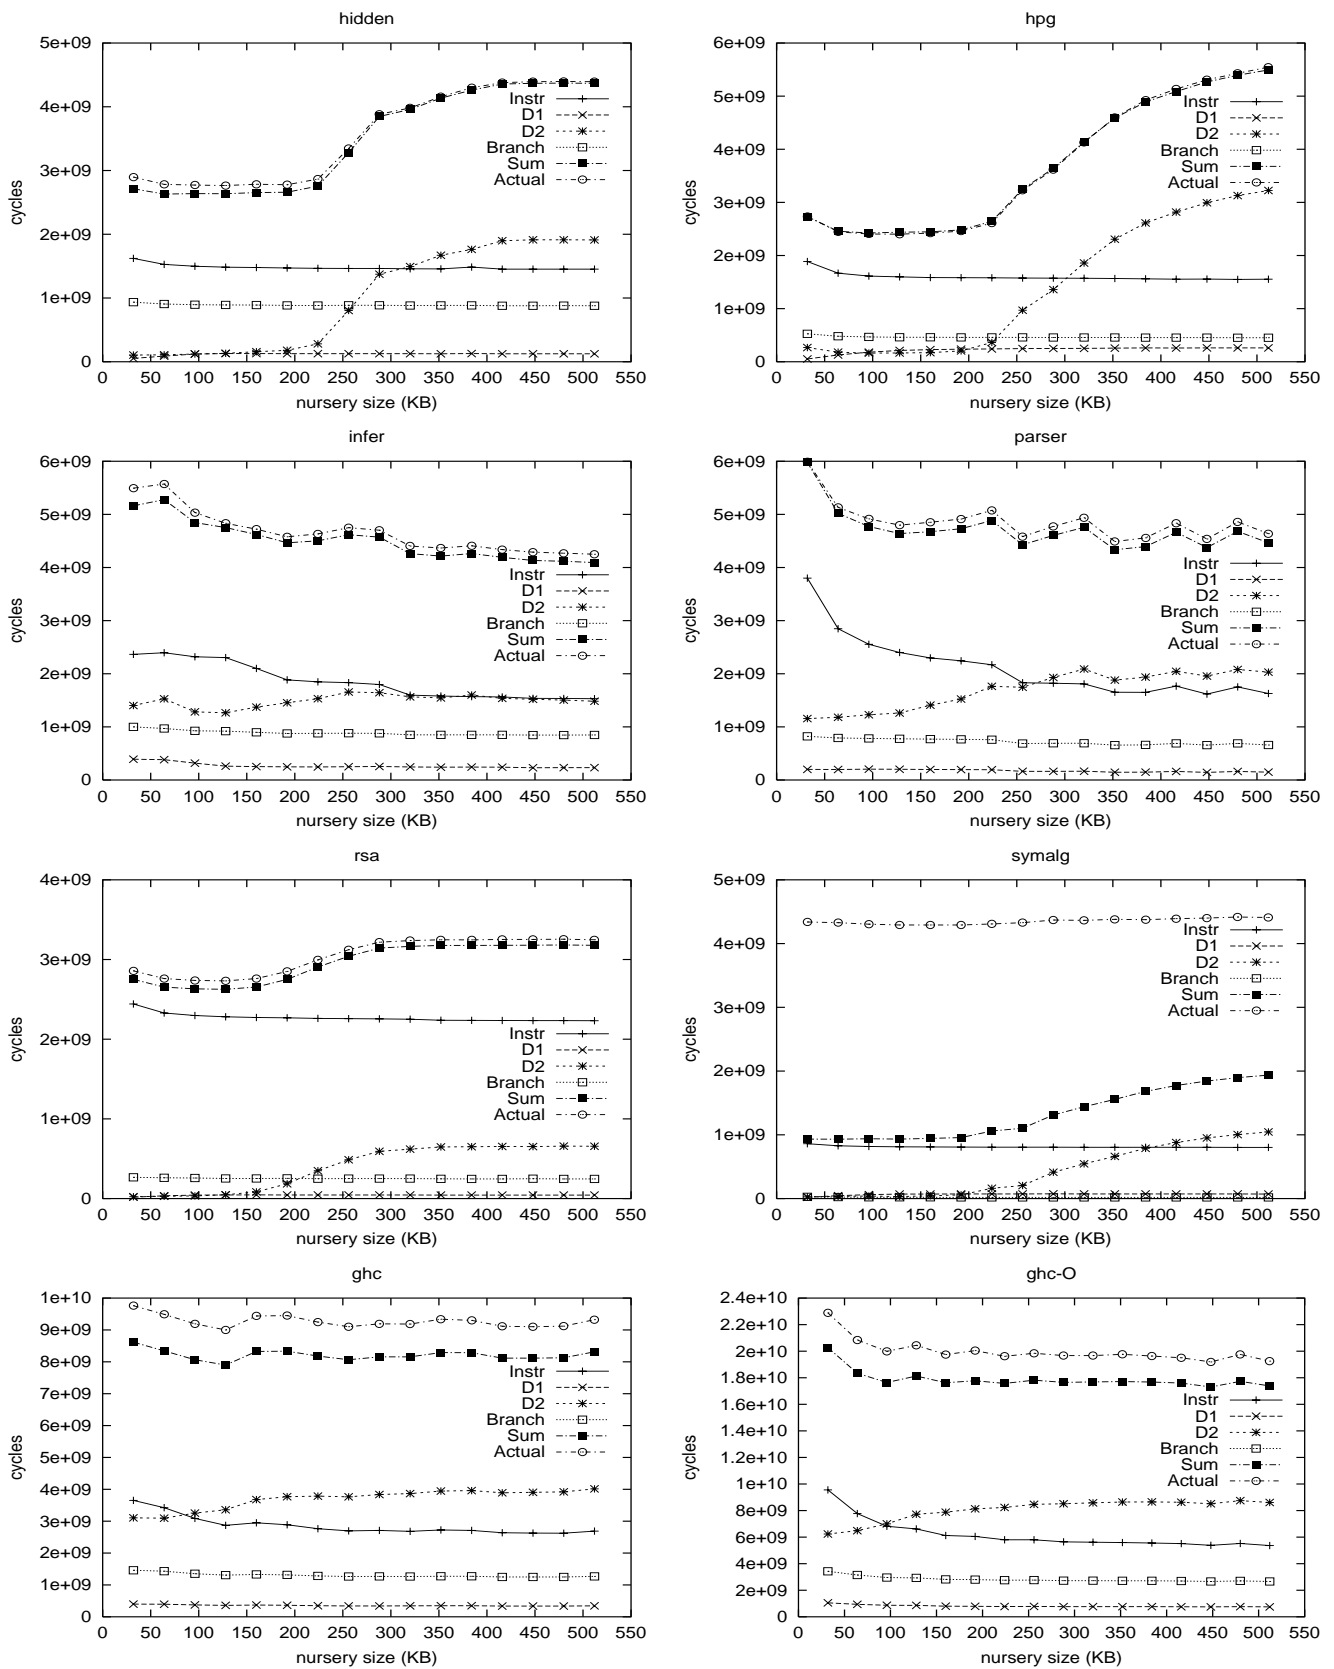 hidden
5e+09
4e+09
3e+09
2e+09
1e+09
0
cycles
Instr
D1
D2
Branch
Sum
Actual
0 50 100 150 200 250 300 350 400 450 500 550
nursery size (KB)
hpg
6e+09
5e+09
4e+09
3e+09
2e+09
1e+09
0
cycles
Instr
D1
D2
Branch
Sum
Actual
0 50 100 150 200 250 300 350 400 450 500 550
nursery size (KB)
infer
6e+09
5e+09
4e+09
3e+09
2e+09
1e+09
0
cycles
Instr
D1
D2
Branch
Sum
Actual
0 50 100 150 200 250 300 350 400 450 500 550
nursery size (KB)
parser
6e+09
5e+09
4e+09
3e+09
2e+09
1e+09
0
cycles
Instr
D1
D2
Branch
Sum
Actual
0 50 100 150 200 250 300 350 400 450 500 550
nursery size (KB)
rsa
4e+09
3e+09
2e+09
1e+09
0
cycles
Instr
D1
D2
Branch
Sum
Actual
0 50 100 150 200 250 300 350 400 450 500 550
nursery size (KB)
symalg
5e+09
4e+09
3e+09
2e+09
1e+09
0
cycles
Instr
D1
D2
Branch
Sum
Actual
0 50 100 150 200 250 300 350 400 450 500 550
nursery size (KB)
ghc
1e+10
9e+09
8e+09
7e+09
6e+09
5e+09
4e+09
3e+09
2e+09
1e+09
0
cycles
Instr
D1
D2
Branch
Sum
Actual
0 50 100 150 200 250 300 350 400 450 500 550
nursery size (KB)
ghc-O
2.4e+10
2.2e+10
2e+10
1.8e+10
1.6e+10
1.4e+10
1.2e+10
1e+10
8e+09
6e+09
4e+09
2e+09
0
cycles
Instr
D1
D2
Branch
Sum
Actual
0 50 100 150 200 250 300 350 400 450 500 550
nursery size (KB)